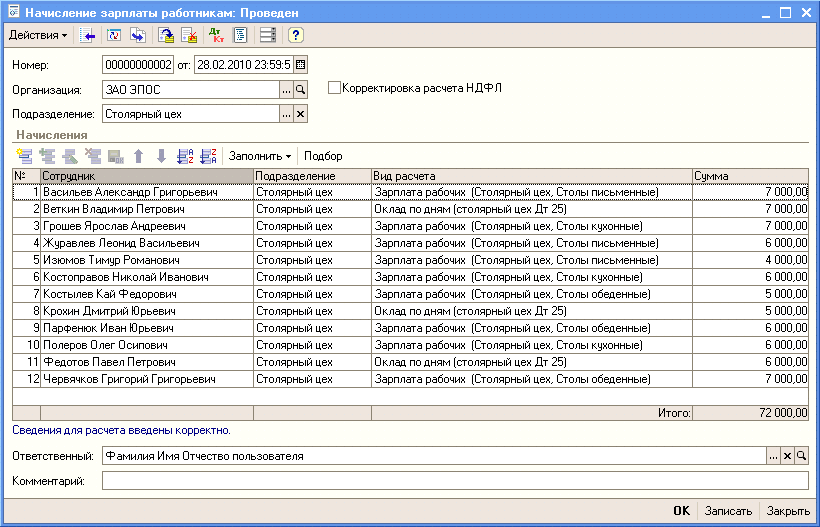 Начисление зарплаты работникам: Проведен
Действия
Номер: 00000000002 от: 28.02.2010 23:59:5
Организация: ЗАО ЭПОС ... Корректировка расчета НДФЛ
Подразделение: Столярный цех ...
Начисления
Заполнить Подбор
№ Сотрудник Подразделение Вид расчета Сумма
1 Васильев Александр Григорьевич Столярный цех Зарплата рабочих (Столярный цех, Столы письменные) 7 000,00
2 Веткин Владимир Петрович Столярный цех Оклад по дням (столярный цех Дт 25) 7 000,00
3 Грошев Ярослав Андреевич Столярный цех Зарплата рабочих (Столярный цех, Столы кухонные) 7 000,00
4 Журавлев Леонид Васильевич Столярный цех Зарплата рабочих (Столярный цех, Столы письменные) 6 000,00
5 Изюмов Тимур Романович Столярный цех Зарплата рабочих (Столярный цех, Столы письменные) 4 000,00
6 Костоправов Николай Иванович Столярный цех Зарплата рабочих (Столярный цех, Столы кухонные) 6 000,00
7 Костылев Кай Федорович Столярный цех Зарплата рабочих (Столярный цех, Столы обеденные) 5 000,00
8 Крохин Дмитрий Юрьевич Столярный цех Оклад по дням (столярный цех Дт 25) 5 000,00
9 Парфенюк Иван Юрьевич Столярный цех Зарплата рабочих (Столярный цех, Столы обеденные) 6 000,00
10 Полеров Олег Осипович Столярный цех Зарплата рабочих (Столярный цех, Столы кухонные) 6 000,00
11 Федотов Павел Петрович Столярный цех Оклад по дням (столярный цех Дт 25) 6 000,00
12 Червячков Григорий Григорьевич Столярный цех Зарплата рабочих (Столярный цех, Столы обеденные) 7 000,00
Итого: 72 000,00
Сведения для расчета введены корректно.
Ответственный: Фамилия Имя Отчество пользователя ...
Комментарий:
OK Записать Закрыть